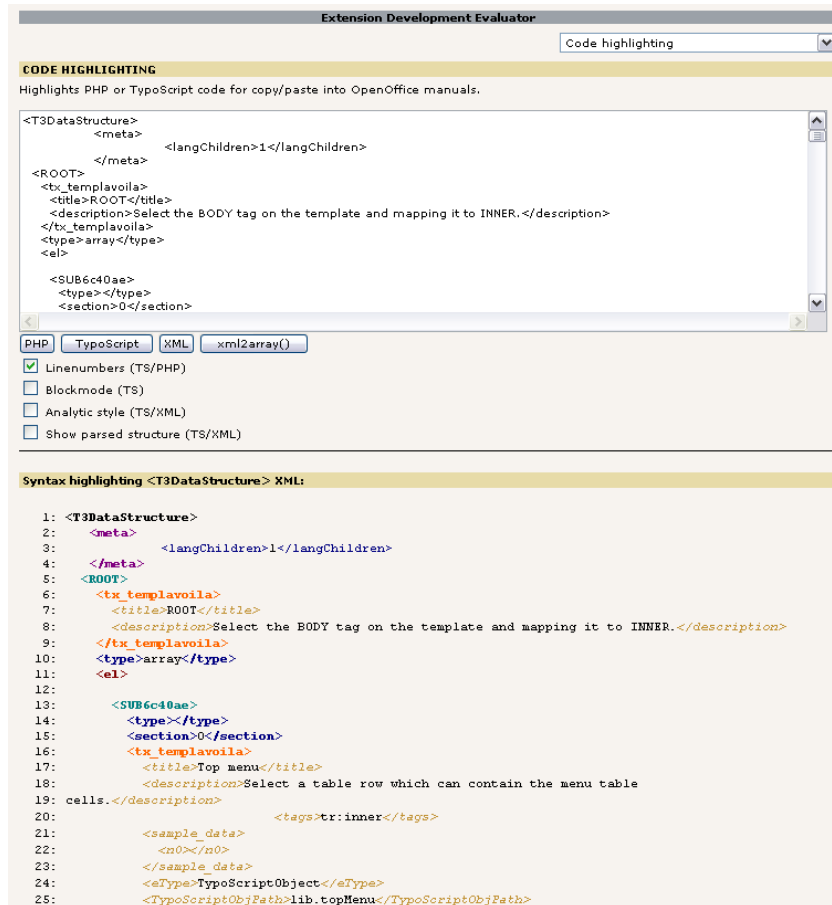 Extension Development Evaluator
Code highlighting
CODE HIGHLIGHTING
Highlights PHP or TypoScript code for copy/paste into OpenOffice manuals.
<T3DataStructure>
<meta>
<langChildren>1</langChildren>
</meta>
<ROOT>
<tx_templavoila>
<title>ROOT</title>
<description>Select the BODY tag on the template and mapping it to INNER.</description>
</tx_templavoila>
<type>array</type>
<el>
<SUB6c40ae>
<type></type>
<section>0</section>
PHP TypoScript XML xml2array()
Linenumbers (TS/PHP)
Blockmode (TS)
Analytic style (TS/XML)
Show parsed structure (TS/XML)
Syntax highlighting <T3DataStructure> XML:
1: <T3DataStructure>
2: <meta>
3: <langChildren>1</langChildren>
4: </meta>
5: <ROOT>
6: <tx_templavoila>
7: <title>ROOT</title>
8: <description>Select the BODY tag on the template and mapping it to INNER.</description>
9: </tx_templavoila>
10: <type>array</type>
11: <el>
12:
13: <SUB6c40ae>
14: <type></type>
15: <section>0</section>
16: <tx_templavoila>
17: <title>Top menu</title>
18: <description>Select a table row which can contain the menu table
19: cells.</description>
20: <tags>tr:inner</tags>
21: <sample_data>
22: <n0></n0>
23: </sample_data>
24: <eType>TypoScriptObject</eType>
25: <TypoScriptObjPath>lib.topMenu</TypoScriptObjPath>